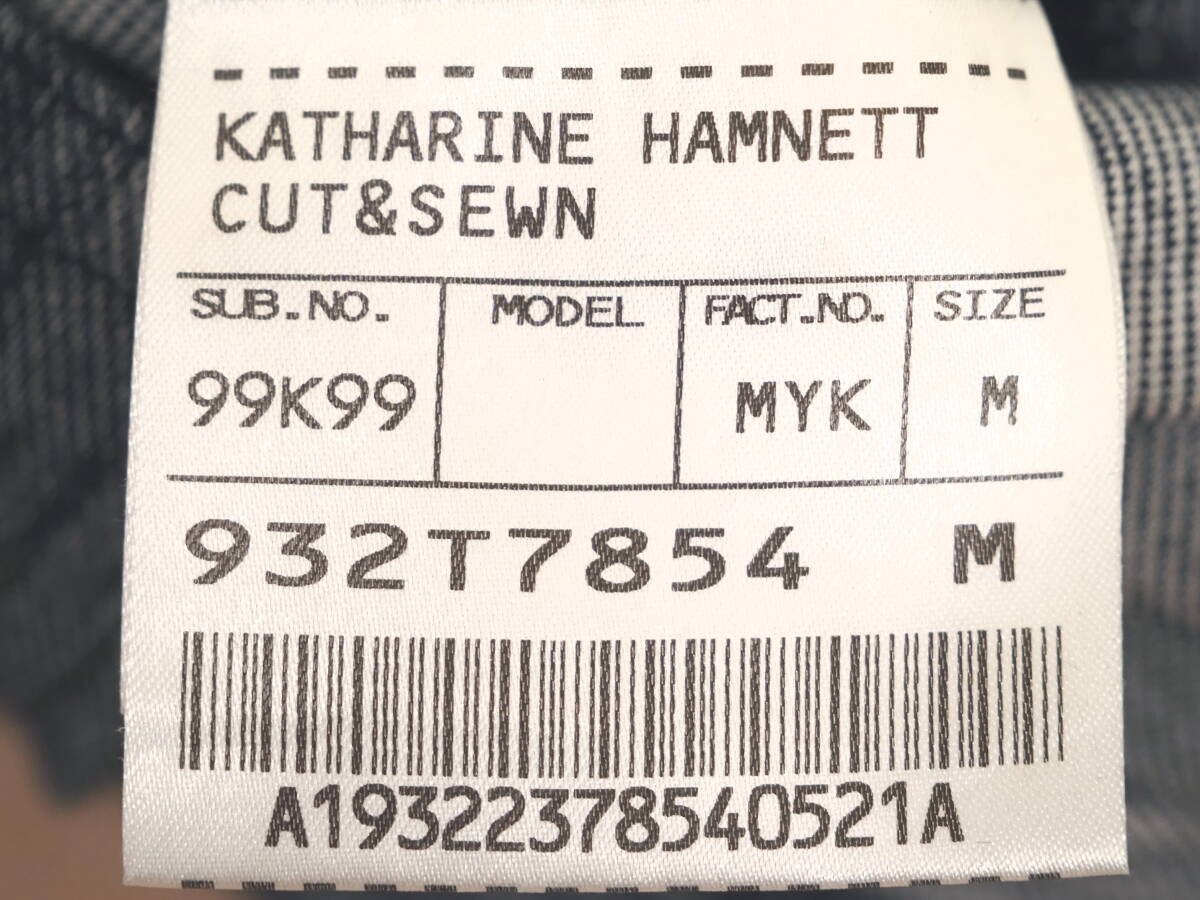 KATHARINE HAMNETT
CUT&SEWN
SUB.NO. MODEL FACT.NO. SIZE
99K99 MYK M
932T7854 M
A19322378540521A